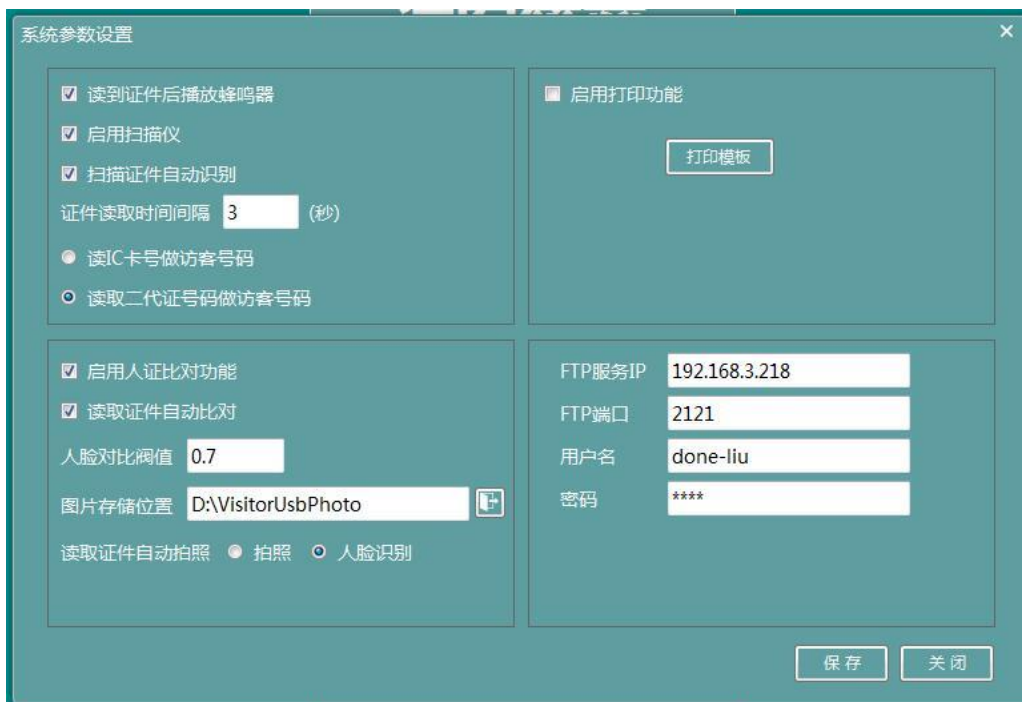 系统参数设置
读到证件后播放蜂鸣器
启用扫描仪
扫描证件自动识别
证件读取时间间隔 3 (秒)
读IC卡号做访客号码
读取二代证号码做访客号码
启用打印功能
打印模板
启用人证比对功能
读取证件自动比对
人脸对比阀值 0.7
图片存储位置 D:\VisitorUsbPhoto
读取证件自动拍照 拍照 人脸识别
FTP服务IP 192.168.3.218
FTP端口 2121
用户名 done-liu
密码 ****
保存 关闭